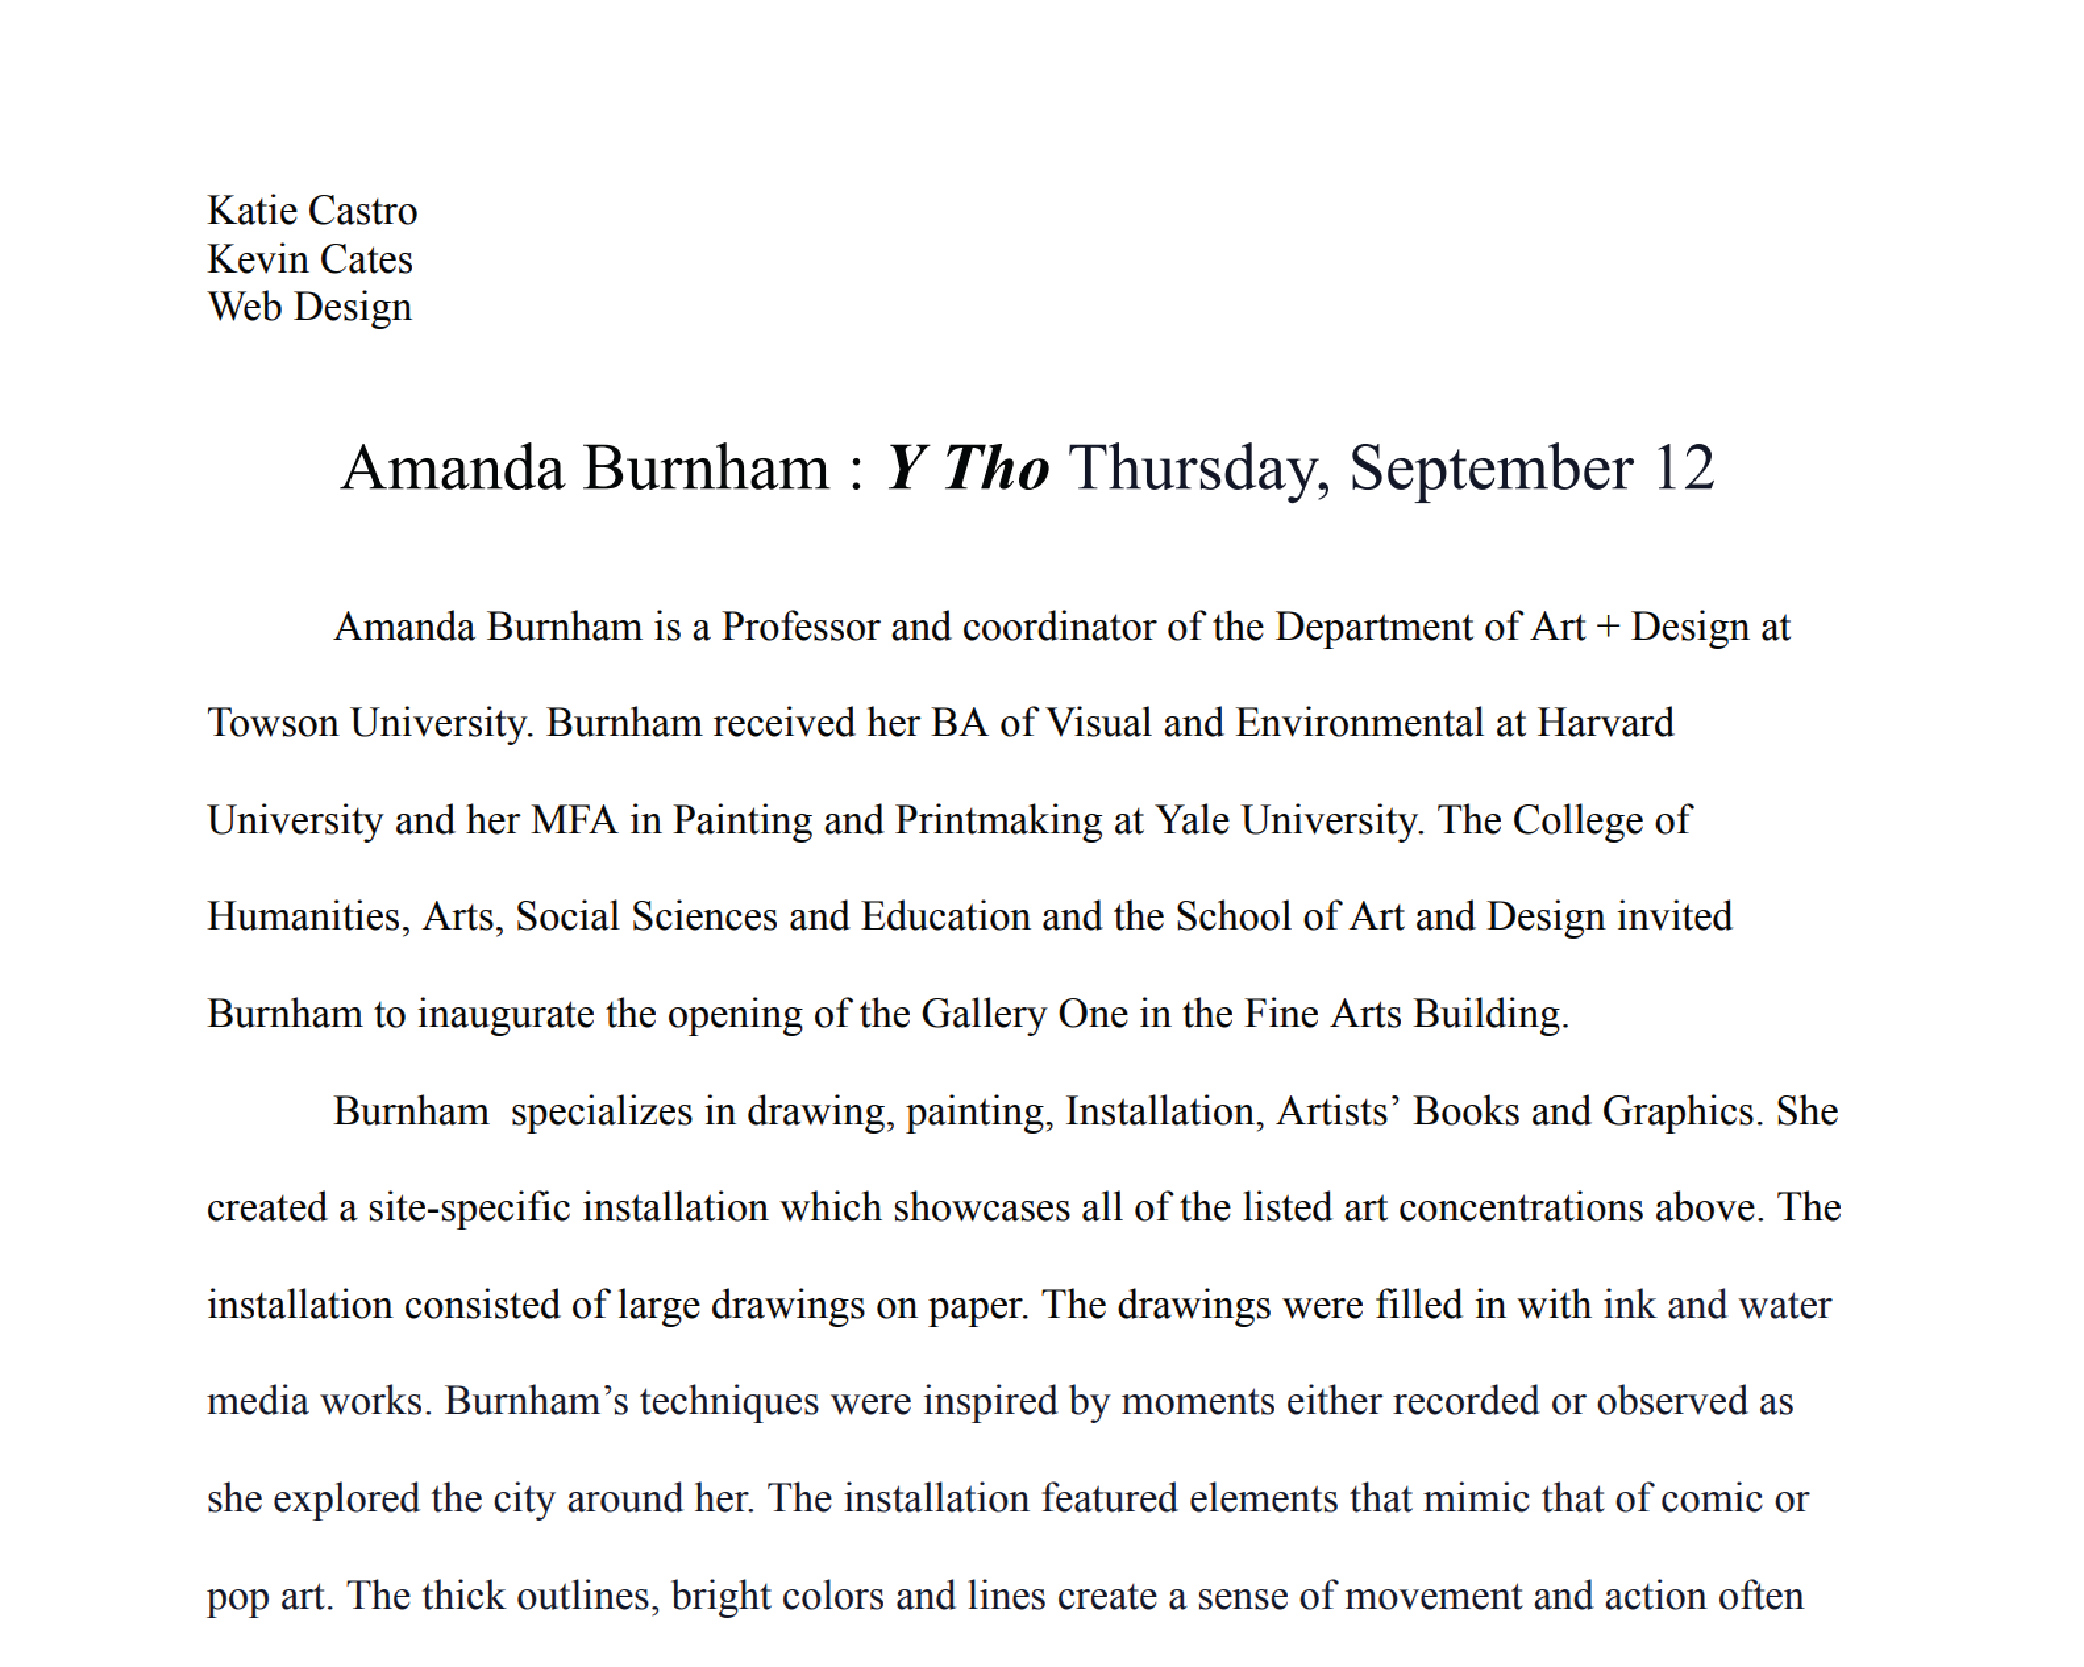 Katie Castro
Kevin Cates
Web Design
Amanda Burnham : Y Tho Thursday, September 12
Amanda Burnham is a Professor and coordinator of the Department of Art + Design at
Towson University. Burnham received her BA of Visual and Environmental at Harvard
University and her MFA in Painting and Printmaking at Yale University. The College of
Humanities, Arts, Social Sciences and Education and the School of Art and Design invited
Burnham to inaugurate the opening of the Gallery One in the Fine Arts Building.
Burnham  specializes in drawing, painting, Installation, Artists’ Books and Graphics. She
created a site-specific installation which showcases all of the listed art concentrations above. The
installation consisted of large drawings on paper. The drawings were filled in with ink and water
media works. Burnham’s techniques were inspired by moments either recorded or observed as
she explored the city around her. The installation featured elements that mimic that of comic or
pop art. The thick outlines, bright colors and lines create a sense of movement and action often